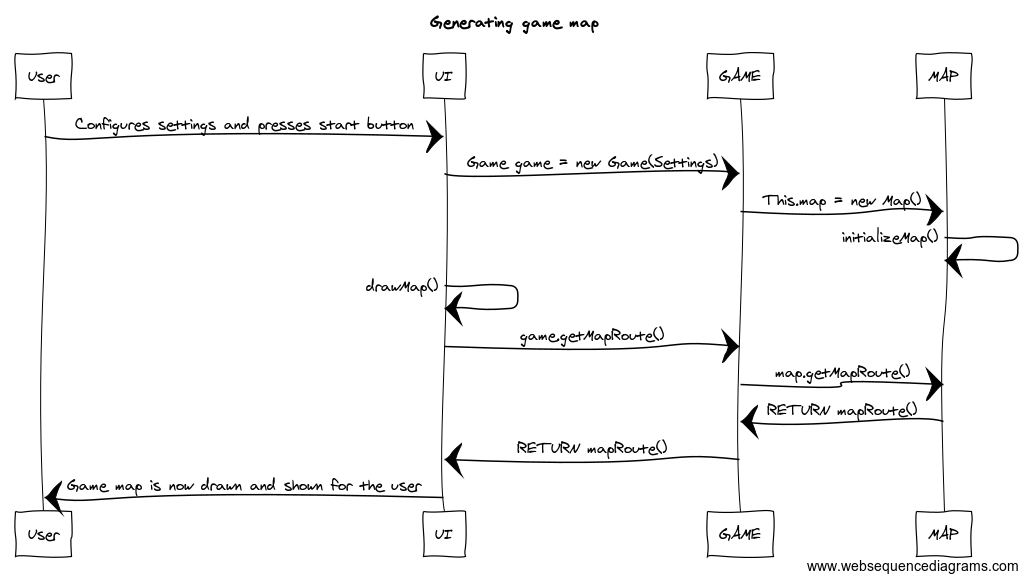 Generating game map
User
UI
GAME
MAP
Configures settings and presses start button
Game game = new Game(Settings)
This.map = new Map()
initializeMap()
drawMap()
game.getMapRoute()
map.getMapRoute()
RETURN mapRoute()
RETURN mapRoute()
Game map is now drawn and shown for the user
User
UI
GAME
MAP
www.websequencediagrams.com